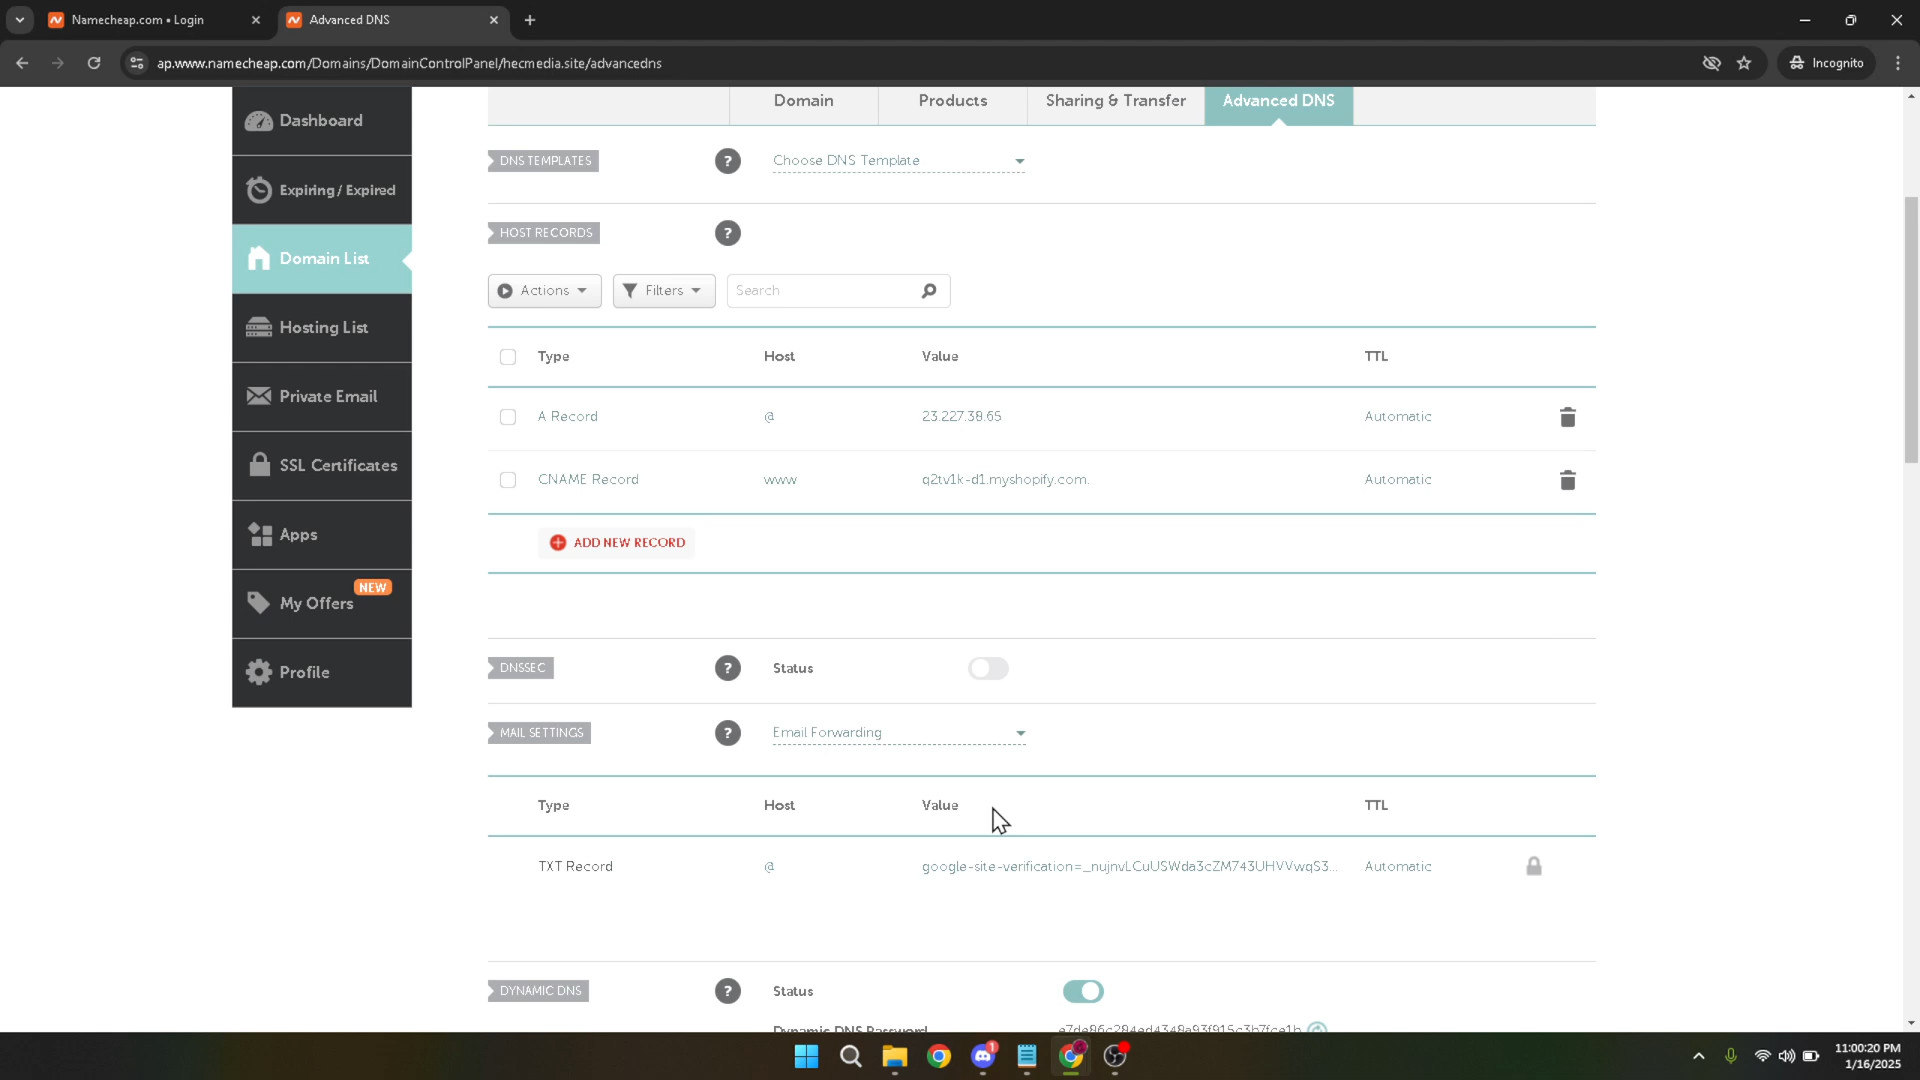 Namecheap.com • Login
Advanced DNS
ap.www.namecheap.com/Domains/DomainControlPanel/hecmedia.site/advancedns
Incognito
Dashboard
Expiring / Expired
Domain List
Hosting List
Private Email
SSL Certificates
Apps
NEW
My Offers
Profile
Domain
Products
Sharing & Transfer
Advanced DNS
DNS TEMPLATES
?
Choose DNS Template
HOST RECORDS
?
Actions
Filters
Search
Type
Host
Value
TTL
A Record
@
23.227.38.65
Automatic
CNAME Record
www
q2tv1k-d1.myshopify.com.
Automatic
ADD NEW RECORD
DNSSEC
?
Status
MAIL SETTINGS
?
Email Forwarding
Type
Host
Value
TTL
TXT Record
@
google-site-verification=_nujnvLCuUSWda3cZM743UHVVwqS3...
Automatic
DYNAMIC DNS
?
Status
Dynamic DNS Password
1
11:00:20 PM
1/16/2025